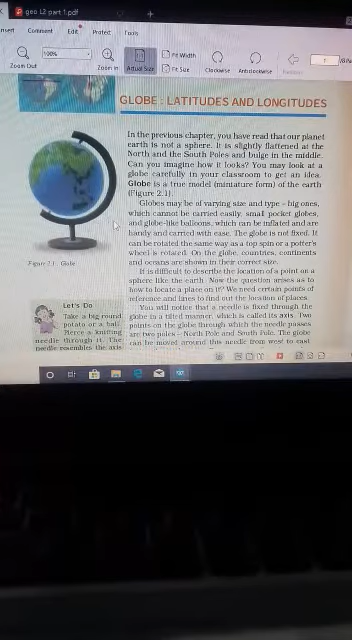 geo L2 part 1.pdf
Comment Edit Protect Tools
100%
Zoom Out Zoom In Actual Size Fit Width Fit Size Clockwise Anticlockwise
GLOBE : LATITUDES AND LONGITUDES
In the previous chapter, you have read that our planet
earth is not a sphere. It is slightly flattened at the
North and the South Poles and bulge in the middle.
Can you imagine how it looks? You may look at a
globe carefully in your classroom to get an idea.
Globe is a true model (miniature form) of the earth
(Figure 2.1).
Globes may be of varying size and type – big ones,
which cannot be carried easily, small pocket globes,
and globe-like balloons, which can be inflated and are
handy and carried with ease. The globe is not fixed. It
can be rotated the same way as a top spin or a potter's
wheel is rotated. On the globe, countries, continents
and oceans are shown in their correct size.
It is difficult to describe the location of a point on a
sphere like the earth. Now the question arises as to
how to locate a place on it? We need certain points of
reference and lines to find out the location of places.
You will notice that a needle is fixed through the
globe in a tilted manner, which is called its axis. Two
points on the globe through which the needle passes
are two poles – North Pole and South Pole. The globe
can be moved around this needle from west to east
Figure 2.1: Globe
Let's Do
Take a big round
potato or a ball.
Pierce a knitting
needle through it. The
needle resembles the axis